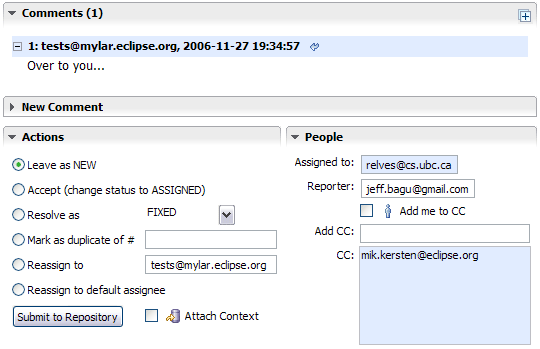 Comments (1)
1: tests@mylar.eclipse.org, 2006-11-27 19:34:57
Over to you...
New Comment
Actions
Leave as NEW
Accept (change status to ASSIGNED)
Resolve as FIXED
Mark as duplicate of #
Reassign to tests@mylar.eclipse.org
Reassign to default assignee
Submit to Repository Attach Context
People
Assigned to: relves@cs.ubc.ca
Reporter: jeff.bagu@gmail.com
Add me to CC
Add CC:
CC: mik.kersten@eclipse.org